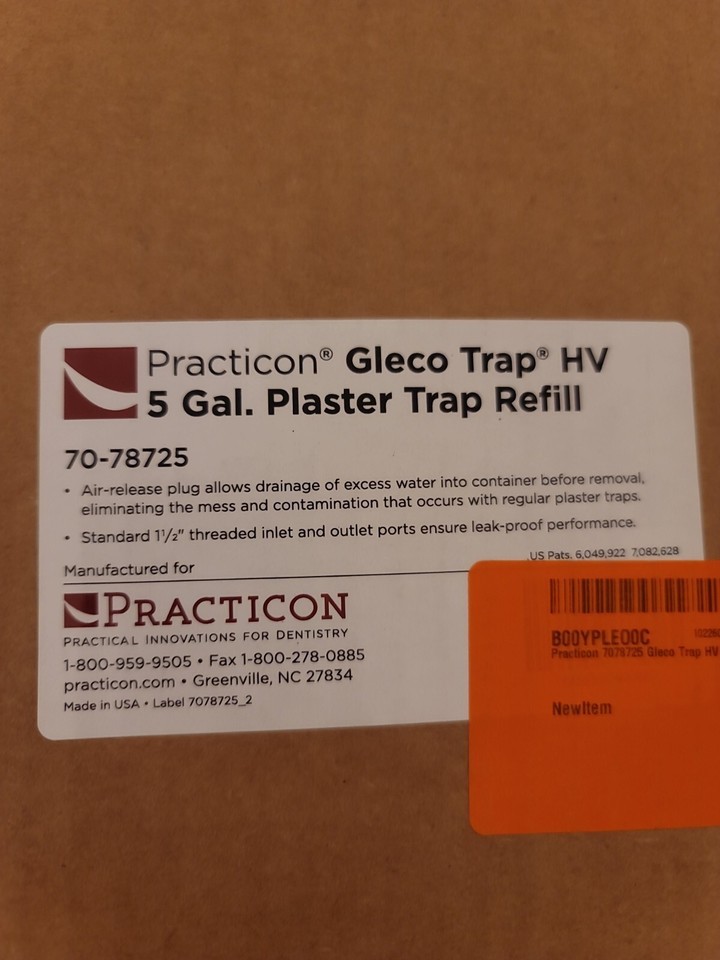 Practicon® Gleco Trap® HV
5 Gal. Plaster Trap Refill
70-78725
• Air-release plug allows drainage of excess water into container before removal,
eliminating the mess and contamination that occurs with regular plaster traps.
• Standard 1½" threaded inlet and outlet ports ensure leak-proof performance.
US Pats. 6,049,922 7,082,628
Manufactured for
PRACTICON
PRACTICAL INNOVATIONS FOR DENTISTRY
1-800-959-9505 • Fax 1-800-278-0885
practicon.com • Greenville, NC 27834
Made in USA • Label 7078725_2
B00YPLEO0C
Practicon 7078725 Gleco Trap HV
NewItem